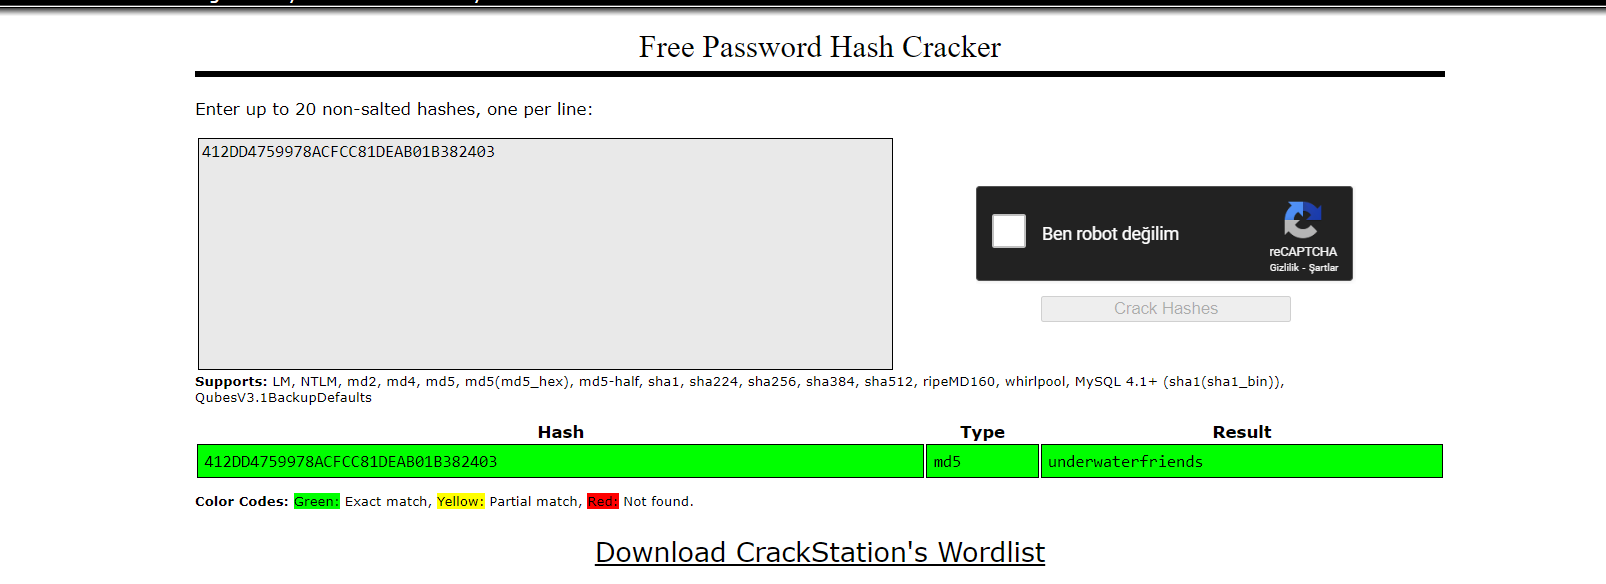 Free Password Hash Cracker
Enter up to 20 non-salted hashes, one per line:
412DD4759978ACFCC81DEAB01B382403
Ben robot değilim
reCAPTCHA
Gizlilik - Şartlar
Crack Hashes
Supports: LM, NTLM, md2, md4, md5, md5(md5_hex), md5-half, sha1, sha224, sha256, sha384, sha512, ripeMD160, whirlpool, MySQL 4.1+ (sha1(sha1_bin)),
QubesV3.1BackupDefaults
Hash Type Result
412DD4759978ACFCC81DEAB01B382403 md5 underwaterfriends
Color Codes: Green: Exact match, Yellow: Partial match, Red: Not found.
Download CrackStation's Wordlist